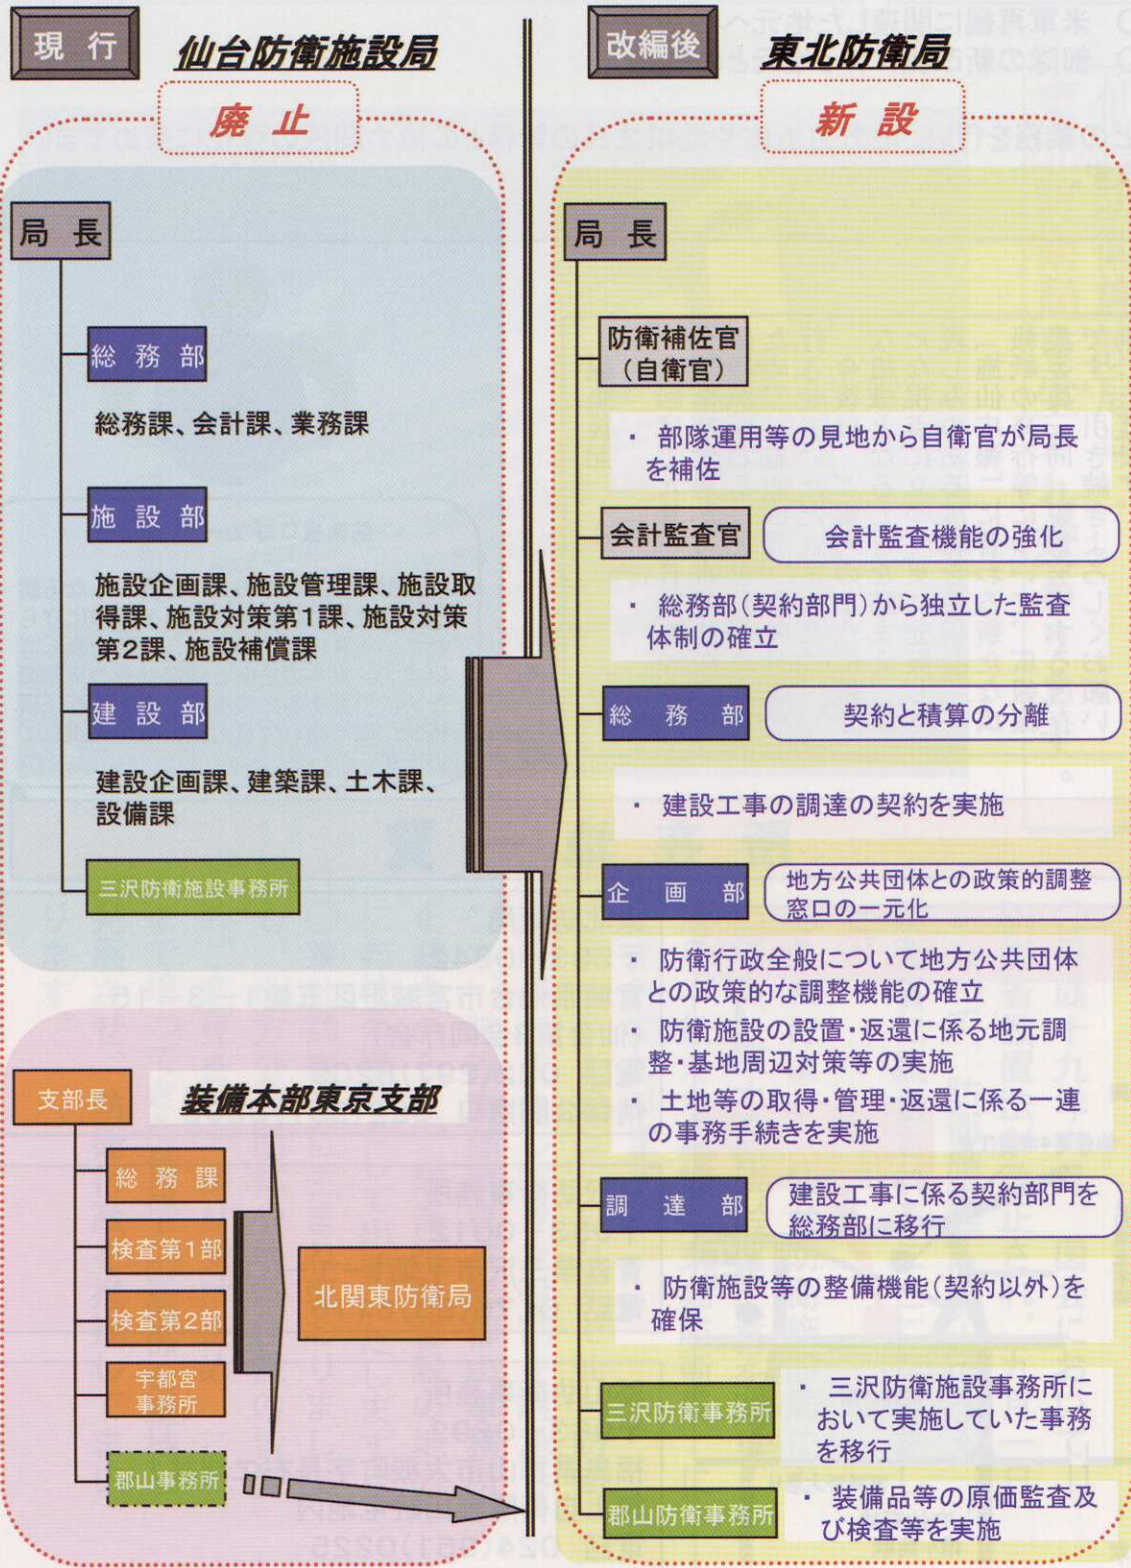 現 行
仙台防衛施設局
廃 止
局 長
総 務 部
総務課、会計課、業務課
施 設 部
施設企画課、施設管理課、施設取
得課、施設対策第1課、施設対策
第2課、施設補償課
建 設 部
建設企画課、建築課、土木課、
設備課
三沢防衛施設事務所
支部長
装備本部東京支部
総 務 課
検査第1部
検査第2部
宇都宮
事務所
郡山事務所
北関東防衛局
改編後
東北防衛局
新 設
局 長
防衛補佐官
(自衛官)
・ 部隊運用等の見地から自衛官が局長
を補佐
会計監査官
会計監査機能の強化
・ 総務部(契約部門)から独立した監査
体制の確立
総 務 部
契約と積算の分離
・ 建設工事の調達の契約を実施
企 画 部
地方公共団体との政策的調整
窓口の一元化
・ 防衛行政全般について地方公共団体
との政策的な調整機能の確立
・ 防衛施設の設置・返還に係る地元調
整・基地周辺対策等の実施
・ 土地等の取得・管理・返還に係る一連
の事務手続きを実施
調 達 部
建設工事に係る契約部門を
総務部に移行
・ 防衛施設等の整備機能(契約以外)を
確保
三沢防衛事務所
・ 三沢防衛施設事務所に
おいて実施していた事務
を移行
郡山防衛事務所
・ 装備品等の原価監査及
び検査等を実施